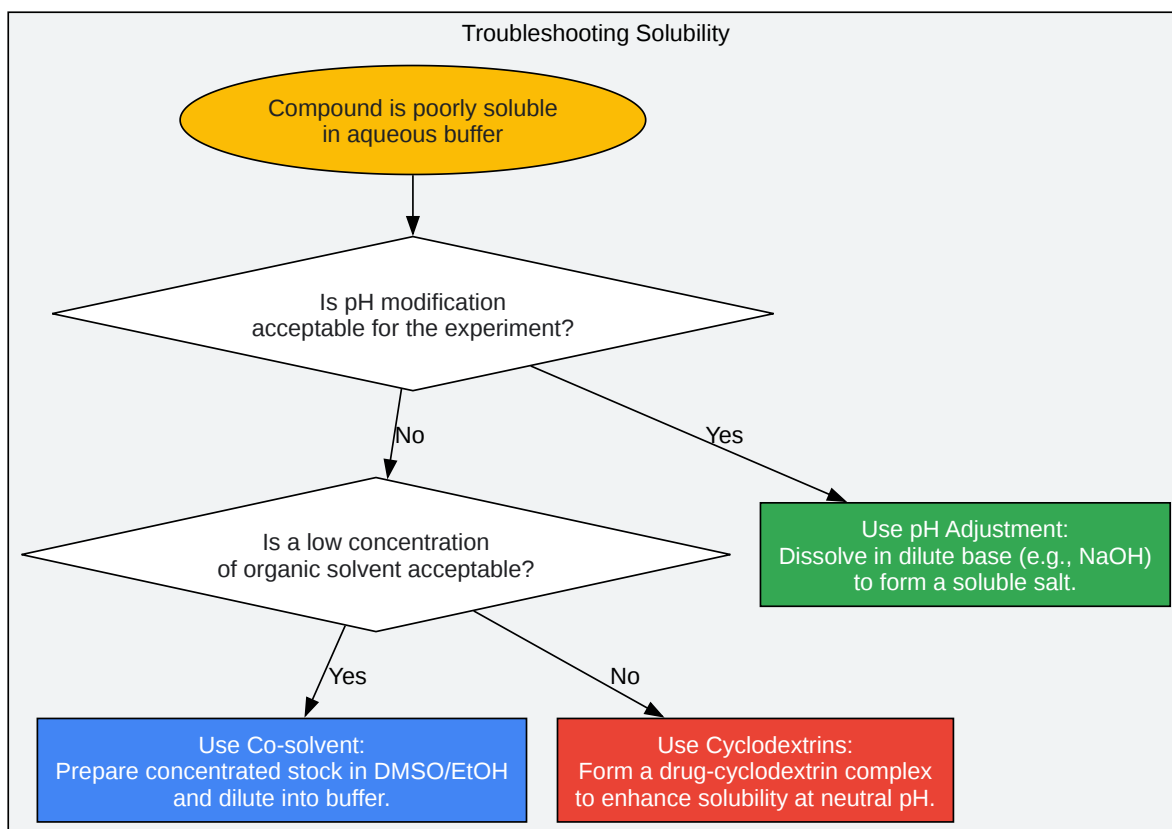 Troubleshooting Solubility
Compound is poorly soluble
in aqueous buffer
Is pH modification
acceptable for the experiment?
No
Yes
Is a low concentration
of organic solvent acceptable?
Use pH Adjustment:
Dissolve in dilute base (e.g., NaOH)
to form a soluble salt.
Yes
No
Use Co-solvent:
Prepare concentrated stock in DMSO/EtOH
and dilute into buffer.
Use Cyclodextrins:
Form a drug-cyclodextrin complex
to enhance solubility at neutral pH.